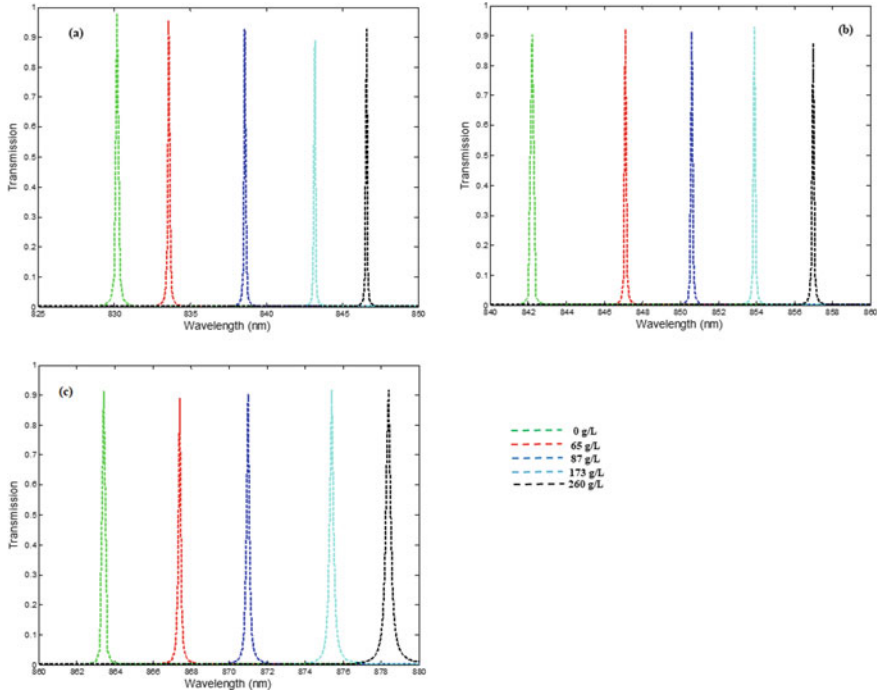 (a)
1
0.9
0.8
0.7
0.6
0.5
0.4
0.3
0.2
0.1
0
Transmission
825 830 835 840 845 850
Wavelength (nm)
(b)
1
0.9
0.8
0.7
0.6
0.5
0.4
0.3
0.2
0.1
0
Transmission
840 842 844 846 848 850 852 854 856 858 860
Wavelength (nm)
(c)
1
0.9
0.8
0.7
0.6
0.5
0.4
0.3
0.2
0.1
0
Transmission
860 862 864 866 868 870 872 874 876 878 880
Wavelength (nm)
0 g/L
65 g/L
87 g/L
173 g/L
260 g/L